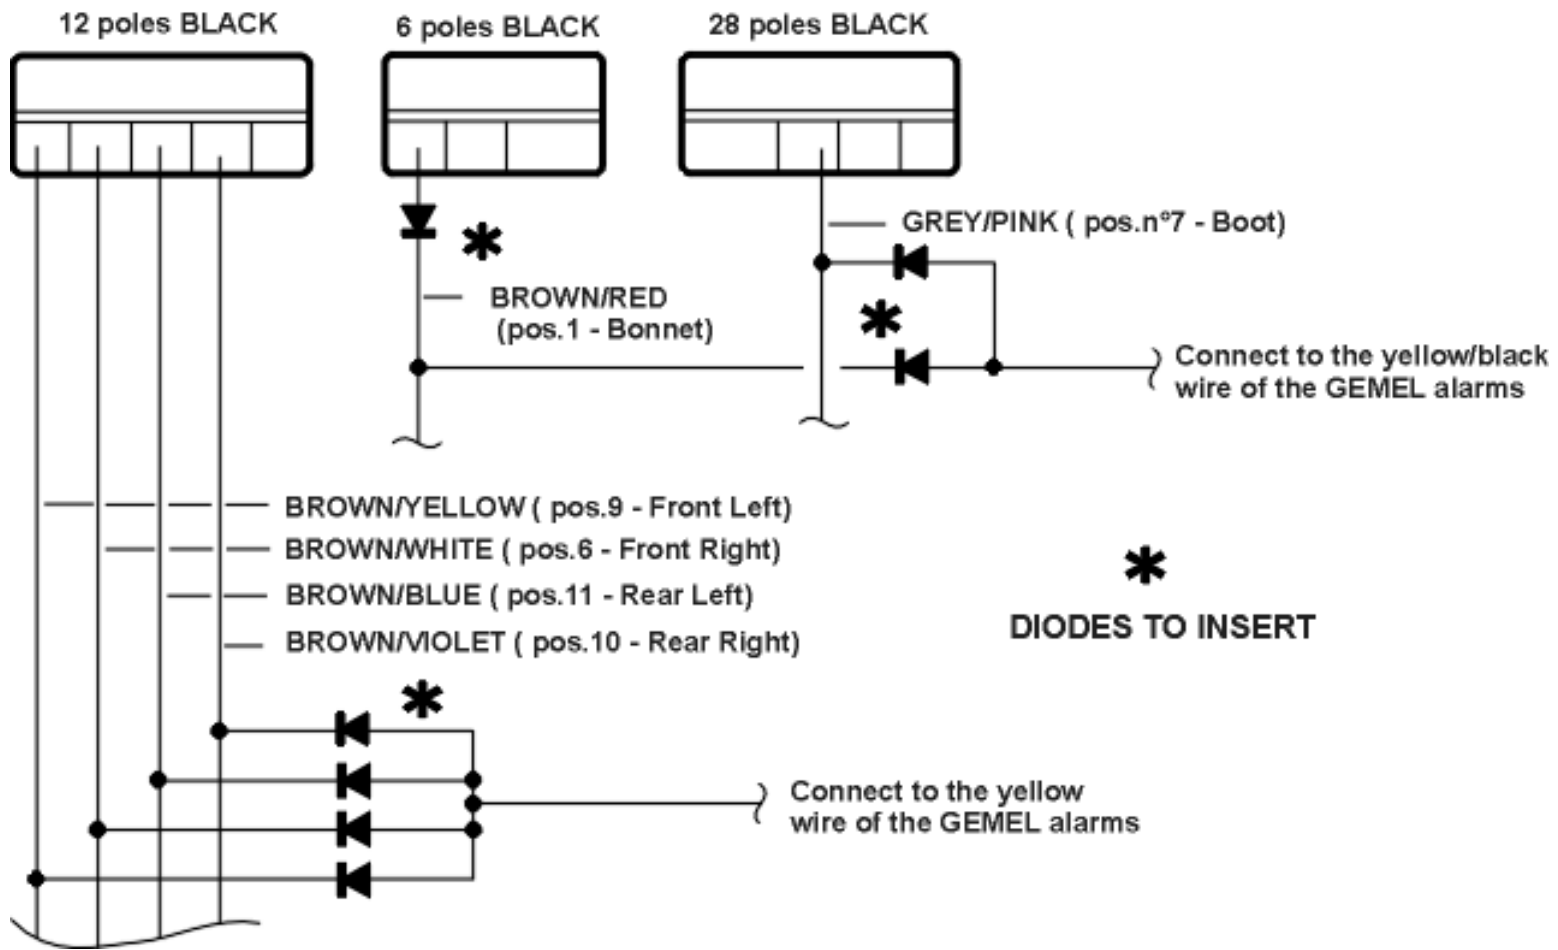 12 poles BLACK
6 poles BLACK
28 poles BLACK
GREY/PINK ( pos.nº7 - Boot)
*
BROWN/RED
(pos.1 - Bonnet)
*
Connect to the yellow/black
wire of the GEMEL alarms
BROWN/YELLOW ( pos.9 - Front Left)
BROWN/WHITE ( pos.6 - Front Right)
BROWN/BLUE ( pos.11 - Rear Left)
BROWN/VIOLET ( pos.10 - Rear Right)
*
DIODES TO INSERT
*
Connect to the yellow
wire of the GEMEL alarms